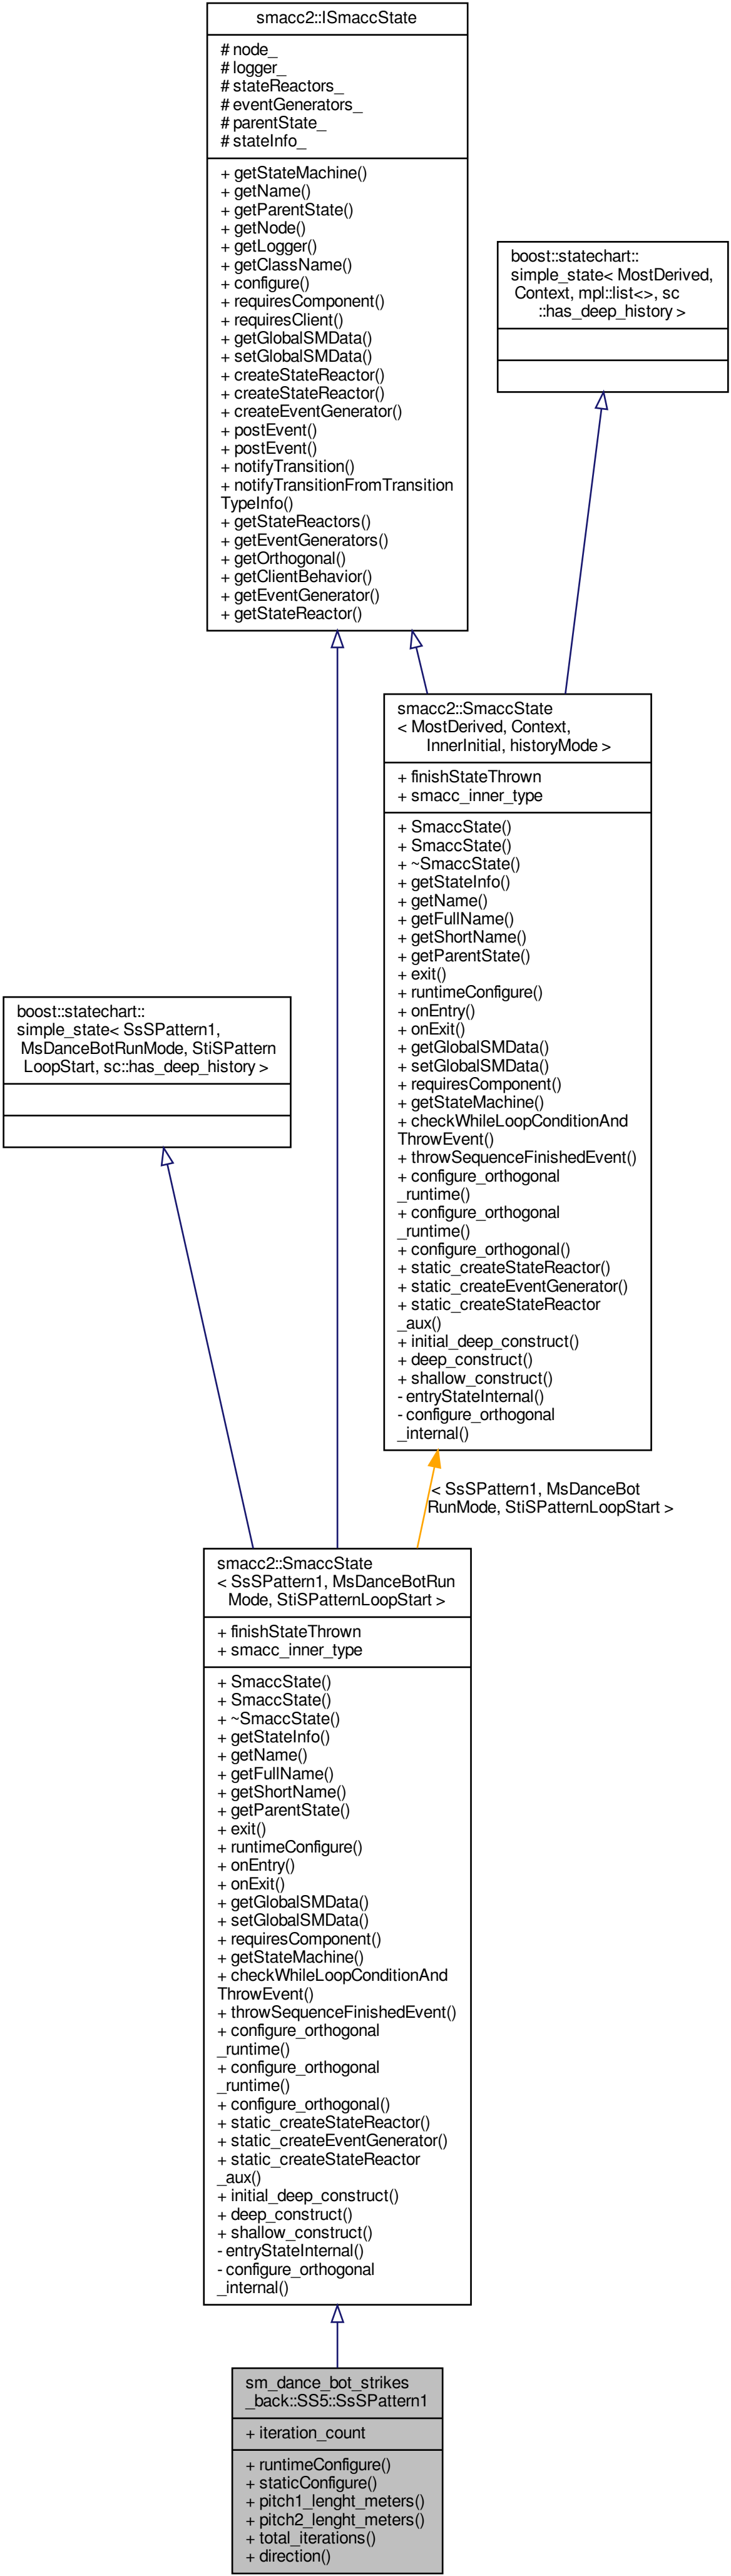 smacc2::ISmaccState
# node_
# logger_
# stateReactors_
# eventGenerators_
# parentState_
# stateInfo_
+ getStateMachine()
+ getName()
+ getParentState()
+ getNode()
+ getLogger()
+ getClassName()
+ configure()
+ requiresComponent()
+ requiresClient()
+ getGlobalSMData()
+ setGlobalSMData()
+ createStateReactor()
+ createStateReactor()
+ createEventGenerator()
+ postEvent()
+ postEvent()
+ notifyTransition()
+ notifyTransitionFromTransition
TypeInfo()
+ getStateReactors()
+ getEventGenerators()
+ getOrthogonal()
+ getClientBehavior()
+ getEventGenerator()
+ getStateReactor()
boost::statechart::
simple_state< MostDerived,
Context, mpl::list<>, sc
::has_deep_history >
smacc2::SmaccState
< MostDerived, Context,
InnerInitial, historyMode >
+ finishStateThrown
+ smacc_inner_type
+ SmaccState()
+ SmaccState()
+ ~SmaccState()
+ getStateInfo()
+ getName()
+ getFullName()
+ getShortName()
+ getParentState()
+ exit()
+ runtimeConfigure()
+ onEntry()
+ onExit()
+ getGlobalSMData()
+ setGlobalSMData()
+ requiresComponent()
+ getStateMachine()
+ checkWhileLoopConditionAnd
ThrowEvent()
+ throwSequenceFinishedEvent()
+ configure_orthogonal
_runtime()
+ configure_orthogonal
_runtime()
+ configure_orthogonal()
+ static_createStateReactor()
+ static_createEventGenerator()
+ static_createStateReactor
_aux()
+ initial_deep_construct()
+ deep_construct()
+ shallow_construct()
- entryStateInternal()
- configure_orthogonal
_internal()
boost::statechart::
simple_state< SsSPattern1,
MsDanceBotRunMode, StiSPattern
LoopStart, sc::has_deep_history >
< SsSPattern1, MsDanceBot
RunMode, StiSPatternLoopStart >
smacc2::SmaccState
< SsSPattern1, MsDanceBotRun
Mode, StiSPatternLoopStart >
+ finishStateThrown
+ smacc_inner_type
+ SmaccState()
+ SmaccState()
+ ~SmaccState()
+ getStateInfo()
+ getName()
+ getFullName()
+ getShortName()
+ getParentState()
+ exit()
+ runtimeConfigure()
+ onEntry()
+ onExit()
+ getGlobalSMData()
+ setGlobalSMData()
+ requiresComponent()
+ getStateMachine()
+ checkWhileLoopConditionAnd
ThrowEvent()
+ throwSequenceFinishedEvent()
+ configure_orthogonal
_runtime()
+ configure_orthogonal
_runtime()
+ configure_orthogonal()
+ static_createStateReactor()
+ static_createEventGenerator()
+ static_createStateReactor
_aux()
+ initial_deep_construct()
+ deep_construct()
+ shallow_construct()
- entryStateInternal()
- configure_orthogonal
_internal()
sm_dance_bot_strikes
_back::SS5::SsSPattern1
+ iteration_count
+ runtimeConfigure()
+ staticConfigure()
+ pitch1_lenght_meters()
+ pitch2_lenght_meters()
+ total_iterations()
+ direction()